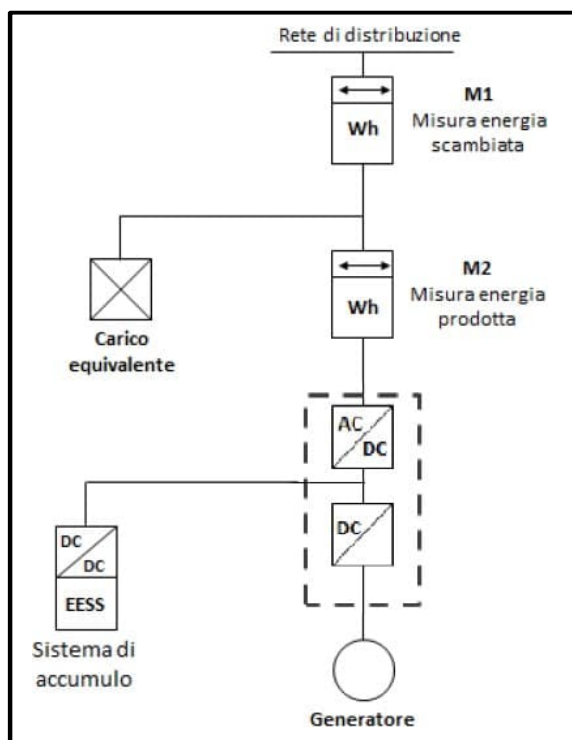 Rete di distribuzione
M1
Wh
Misura energia
scambiata
M2
Wh
Misura energia
prodotta
Carico
equivalente
AC
DC
DC
DC
DC
EESS
Sistema di
accumulo
Generatore